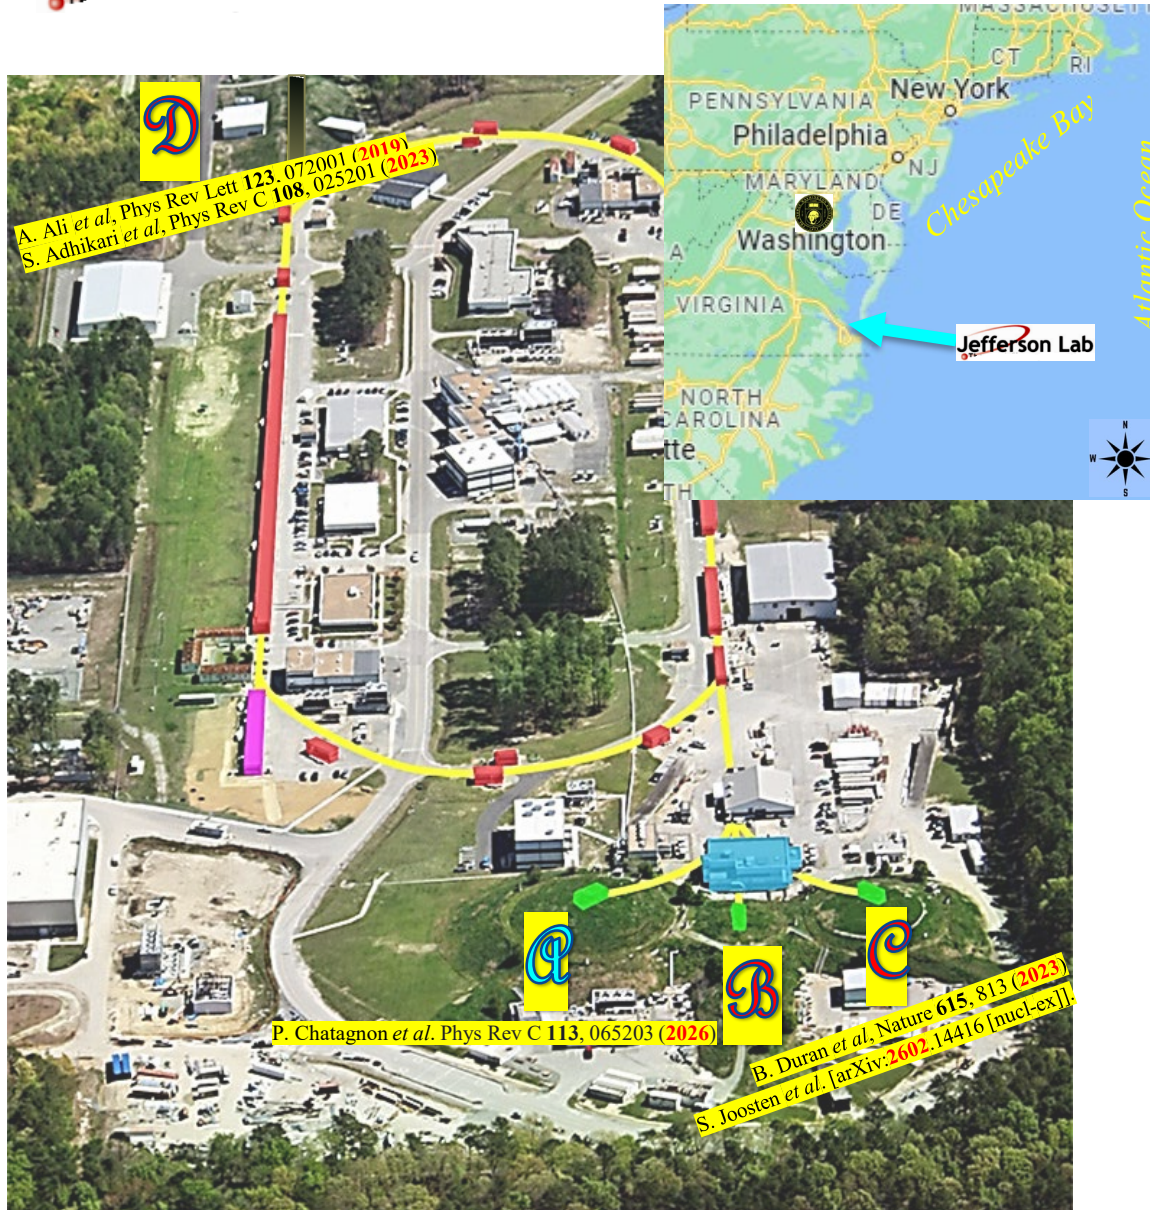 MASSACHUSETT
CT
RI
New York
PENNSYLVANIA
Philadelphia
NJ
MARYLAND
DE
Washington
Chesapeake Bay
Atlantic Ocean
A
VIRGINIA
Jefferson Lab
NORTH
CAROLINA
tte
TH
N
W
S
D
A. Ali et al, Phys Rev Lett 123, 072001 (2019)
S. Adhikari et al, Phys Rev C 108, 025201 (2023)
A
B
C
P. Chatagnon et al. Phys Rev C 113, 065203 (2026)
B. Duran et al, Nature 615, 813 (2023)
S. Joosten et al. [arXiv:2602.14416 [nucl-ex]].